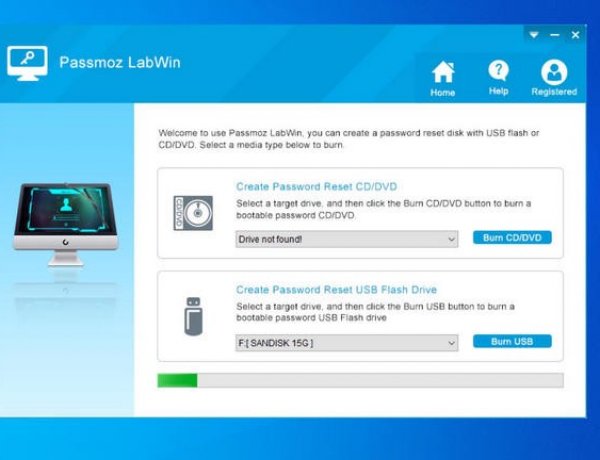 Passmoz LabWin
Home
Help
Registered
Welcome to use Passmoz LabWin, you can create a password reset disk with USB flash or
CD/DVD. Select a media type below to burn.
Create Password Reset CD/DVD
Select a target drive, and then click the Burn CD/DVD button to burn a
bootable password CD/DVD.
Drive not found!
Burn CD/DVD
Create Password Reset USB Flash Drive
Select a target drive, and then click the Burn USB button to burn a
bootable password USB Flash drive
F:[ SANDISK 15G ]
Burn USB